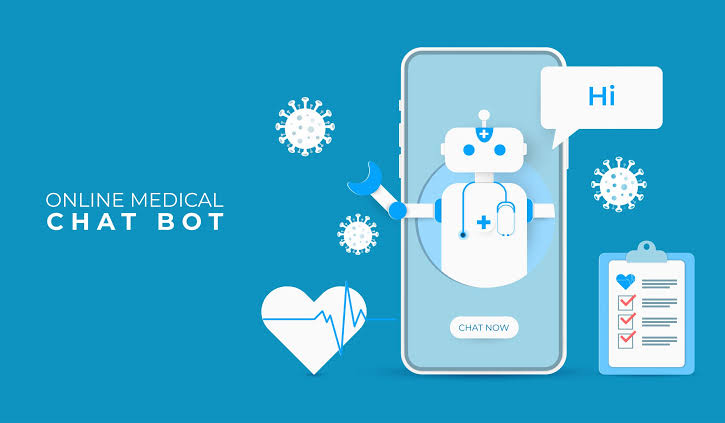 ONLINE MEDICAL
CHAT BOT
Hi
CHAT NOW